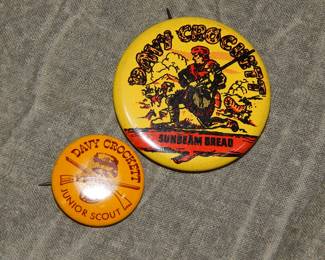 DAVY CROCKETT
SUNBEAM BREAD
DAVY CROCKETT
JUNIOR SCOUT